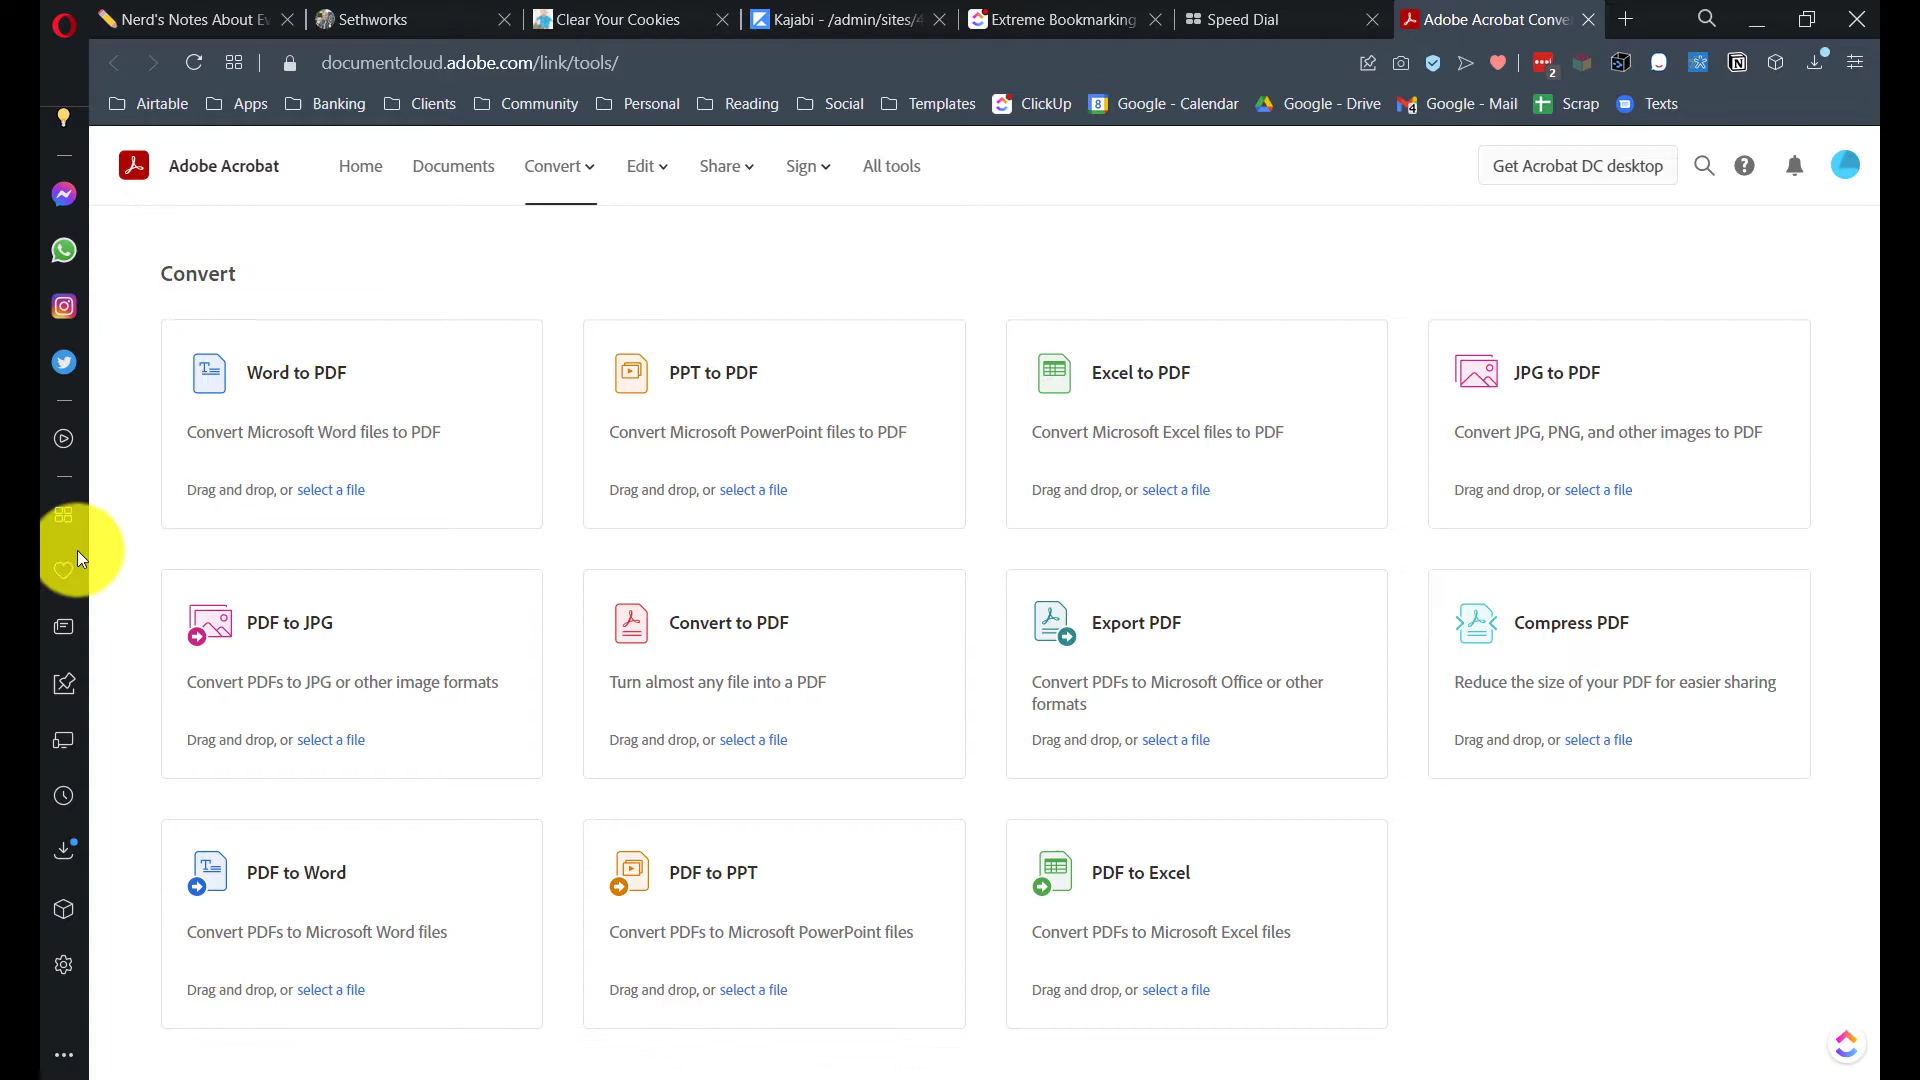 Nerd's Notes About Ev
Sethworks
Clear Your Cookies
Kajabi - /admin/sites/4
Extreme Bookmarking
Speed Dial
Adobe Acrobat Conve
documentcloud.adobe.com/link/tools/
2
Airtable Apps Banking Clients Community Personal Reading Social Templates ClickUp 8 Google - Calendar Google - Drive 4 Google - Mail Scrap Texts
Adobe Acrobat Home Documents Convert Edit Share Sign All tools Get Acrobat DC desktop
Convert
Word to PDF
Convert Microsoft Word files to PDF
Drag and drop, or select a file
PPT to PDF
Convert Microsoft PowerPoint files to PDF
Drag and drop, or select a file
Excel to PDF
Convert Microsoft Excel files to PDF
Drag and drop, or select a file
JPG to PDF
Convert JPG, PNG, and other images to PDF
Drag and drop, or select a file
PDF to JPG
Convert PDFs to JPG or other image formats
Drag and drop, or select a file
Convert to PDF
Turn almost any file into a PDF
Drag and drop, or select a file
Export PDF
Convert PDFs to Microsoft Office or other
formats
Drag and drop, or select a file
Compress PDF
Reduce the size of your PDF for easier sharing
Drag and drop, or select a file
PDF to Word
Convert PDFs to Microsoft Word files
Drag and drop, or select a file
PDF to PPT
Convert PDFs to Microsoft PowerPoint files
Drag and drop, or select a file
PDF to Excel
Convert PDFs to Microsoft Excel files
Drag and drop, or select a file